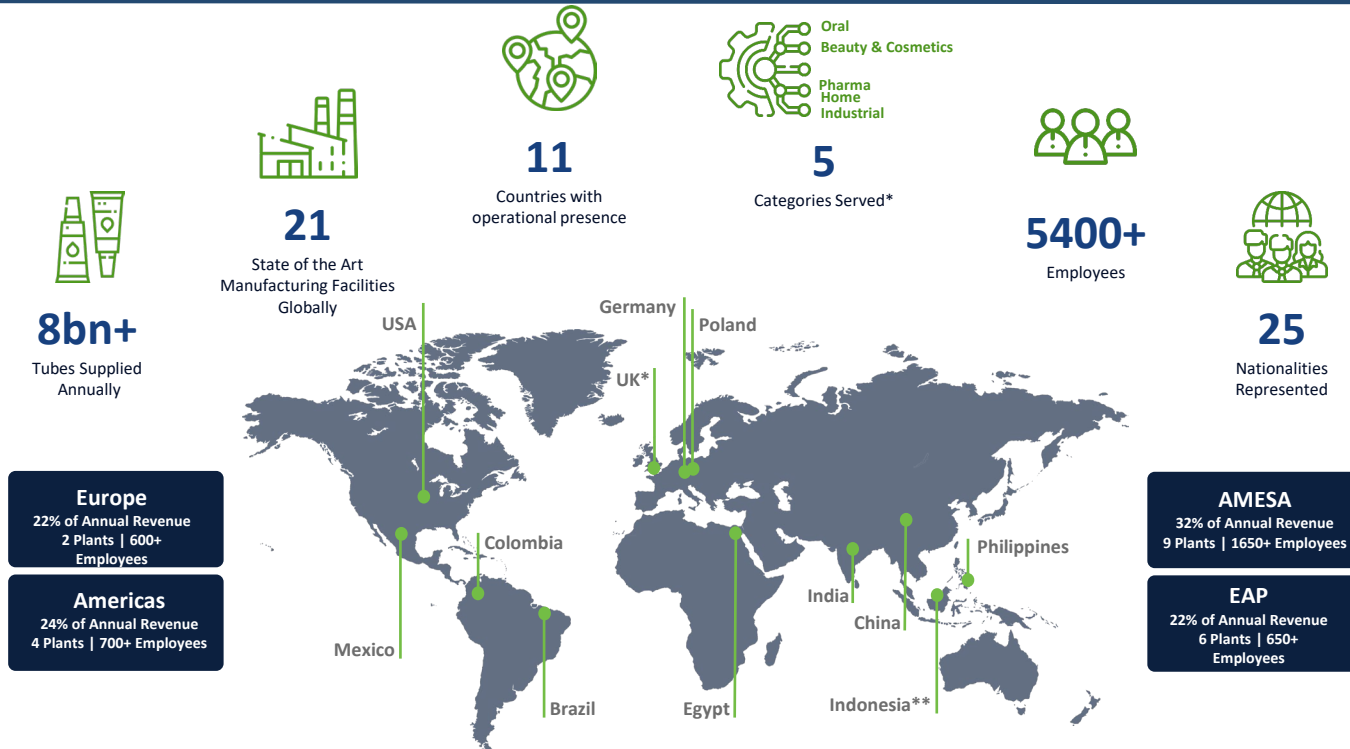 Oral
Beauty & Cosmetics
Pharma
Home
Industrial
8bn+
Tubes Supplied
Annually
21
State of the Art
Manufacturing Facilities
Globally
11
Countries with
operational presence
5
Categories Served*
5400+
Employees
25
Nationalities
Represented
USA
Germany
Poland
UK*
Colombia
Mexico
Brazil
Egypt
India
China
Philippines
Indonesia**
Europe
22% of Annual Revenue
2 Plants | 600+
Employees
Americas
24% of Annual Revenue
4 Plants | 700+ Employees
AMESA
32% of Annual Revenue
9 Plants | 1650+ Employees
EAP
22% of Annual Revenue
6 Plants | 650+
Employees